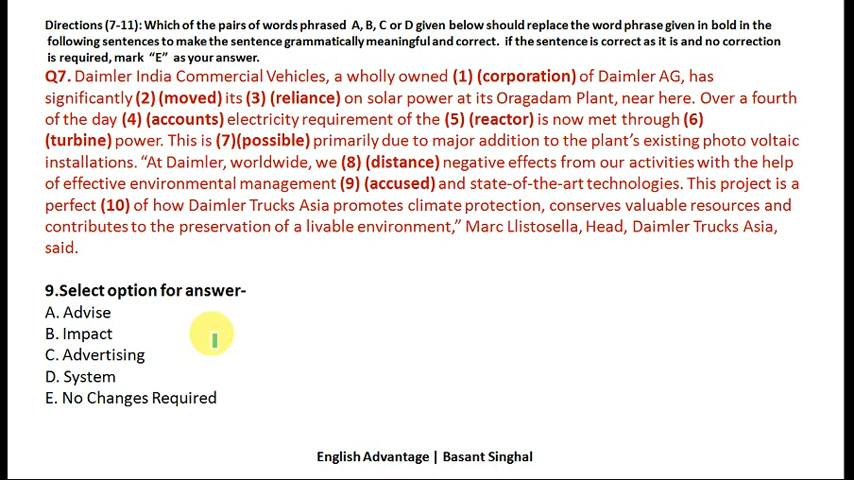 Directions (7-11): Which of the pairs of words phrased A, B, C or D given below should replace the word phrase given in bold in the
following sentences to make the sentence grammatically meaningful and correct. if the sentence is correct as it is and no correction
is required, mark “E” as your answer.
Q7. Daimler India Commercial Vehicles, a wholly owned (1) (corporation) of Daimler AG, has
significantly (2) (moved) its (3) (reliance) on solar power at its Oragadam Plant, near here. Over a fourth
of the day (4) (accounts) electricity requirement of the (5) (reactor) is now met through (6)
(turbine) power. This is (7)(possible) primarily due to major addition to the plant’s existing photo voltaic
installations. “At Daimler, worldwide, we (8) (distance) negative effects from our activities with the help
of effective environmental management (9) (accused) and state-of-the-art technologies. This project is a
perfect (10) of how Daimler Trucks Asia promotes climate protection, conserves valuable resources and
contributes to the preservation of a livable environment,” Marc Llistosella, Head, Daimler Trucks Asia,
said.
9.Select option for answer-
A. Advise
B. Impact
C. Advertising
D. System
E. No Changes Required
English Advantage | Basant Singhal